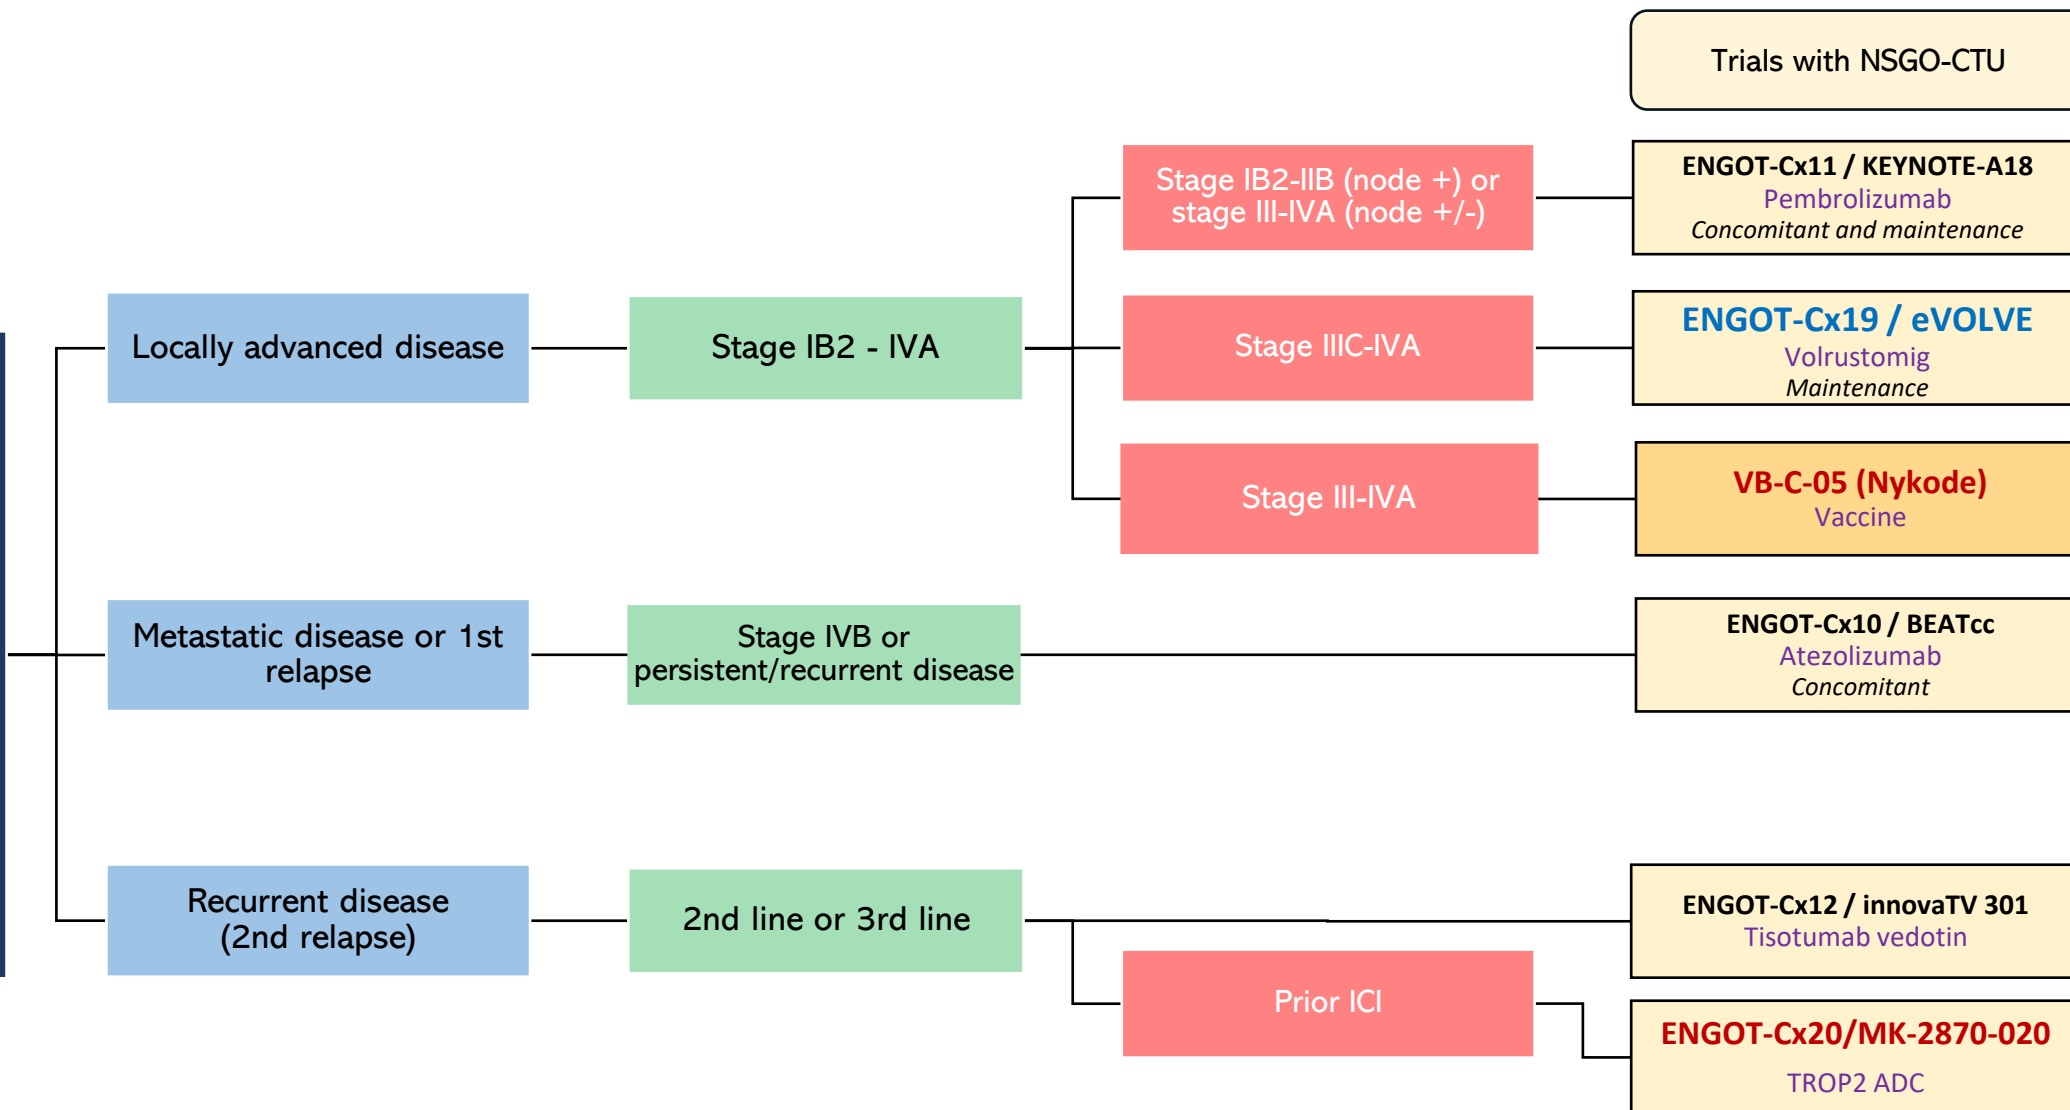 Trials with NSGO-CTU
Stage IB2-IIB (node +) or
stage III-IVA (node +/-)
ENGOT-Cx11 / KEYNOTE-A18
Pembrolizumab
Concomitant and maintenance
Locally advanced disease
Stage IB2 - IVA
Stage IIIC-IVA
ENGOT-Cx19 / eVOLVE
Volrustomig
Maintenance
Stage III-IVA
VB-C-05 (Nykode)
Vaccine
Metastatic disease or 1st
relapse
Stage IVB or
persistent/recurrent disease
ENGOT-Cx10 / BEATcc
Atezolizumab
Concomitant
Recurrent disease
(2nd relapse)
2nd line or 3rd line
ENGOT-Cx12 / innovaTV 301
Tisotumab vedotin
Prior ICI
ENGOT-Cx20/MK-2870-020
TROP2 ADC